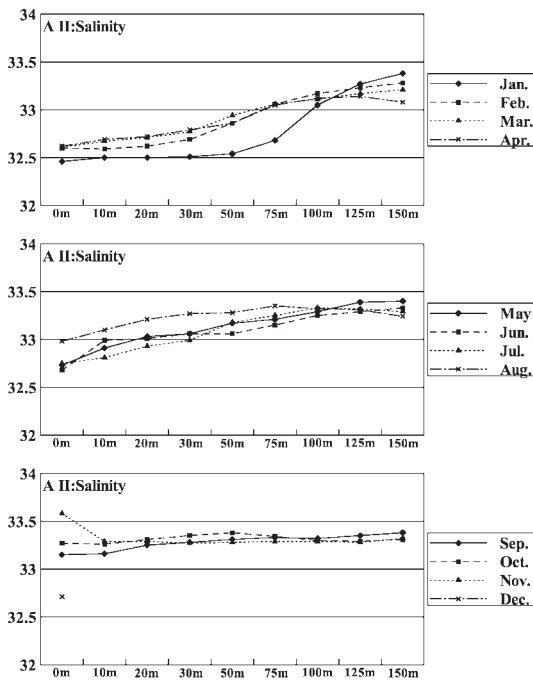 34
A II:Salinity
33.5
33
32.5
32
0m 10m 20m 30m 50m 75m 100m 125m 150m
Jan.
Feb.
Mar.
Apr.
34
A II:Salinity
33.5
33
32.5
32
0m 10m 20m 30m 50m 75m 100m 125m 150m
May
Jun.
Jul.
Aug.
34
A II:Salinity
33.5
33
32.5
32
0m 10m 20m 30m 50m 75m 100m 125m 150m
Sep.
Oct.
Nov.
Dec.